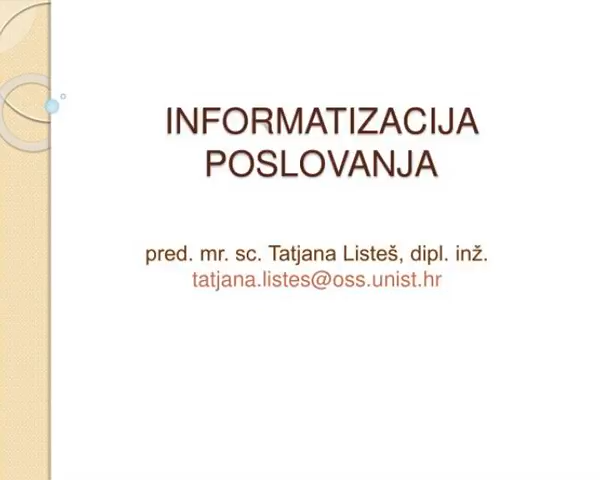 INFORMATIZACIJA
POSLOVANJA
pred. mr. sc. Tatjana Listeš, dipl. inž.
tatjana.listes@oss.unist.hr